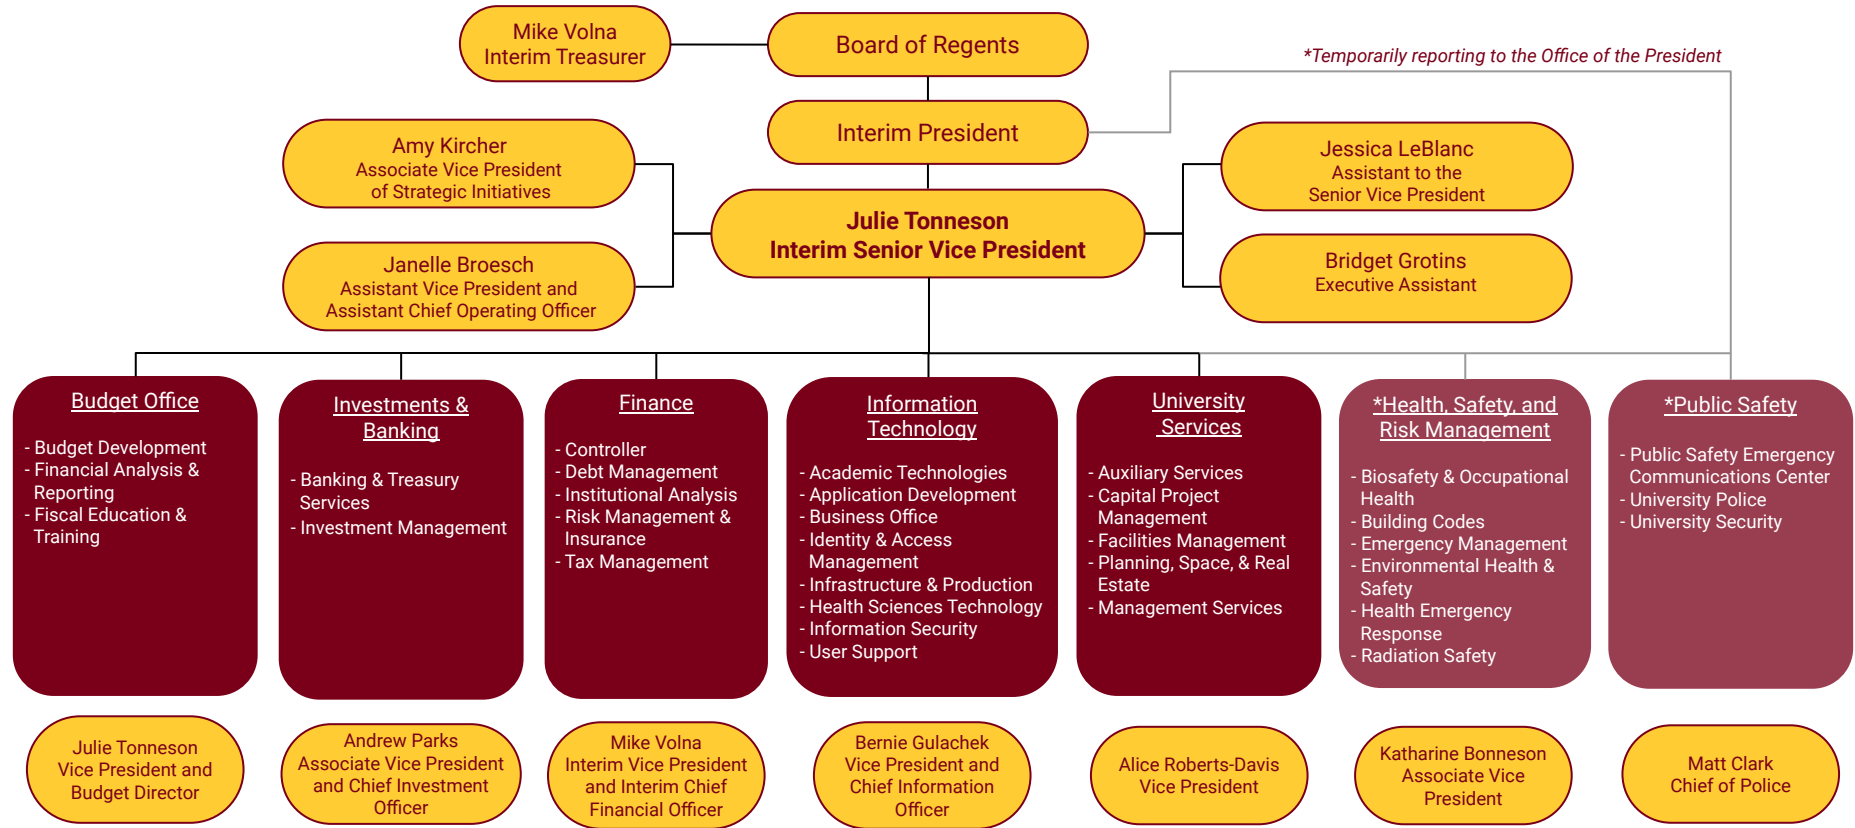 Mike Volna
Interim Treasurer
Board of Regents
*Temporarily reporting to the Office of the President
Interim President
Amy Kircher
Associate Vice President
of Strategic Initiatives
Jessica LeBlanc
Assistant to the
Senior Vice President
Julie Tonneson
Interim Senior Vice President
Janelle Broesch
Assistant Vice President and
Assistant Chief Operating Officer
Bridget Grotins
Executive Assistant
Budget Office
- Budget Development
- Financial Analysis &
Reporting
- Fiscal Education &
Training
Investments &
Banking
- Banking & Treasury
Services
- Investment Management
Finance
- Controller
- Debt Management
- Institutional Analysis
- Risk Management &
Insurance
- Tax Management
Information
Technology
- Academic Technologies
- Application Development
- Business Office
- Identity & Access
Management
- Infrastructure & Production
- Health Sciences Technology
- Information Security
- User Support
University
Services
- Auxiliary Services
- Capital Project
Management
- Facilities Management
- Planning, Space, & Real
Estate
- Management Services
*Health, Safety, and
Risk Management
- Biosafety & Occupational
Health
- Building Codes
- Emergency Management
- Environmental Health &
Safety
- Health Emergency
Response
- Radiation Safety
*Public Safety
- Public Safety Emergency
Communications Center
- University Police
- University Security
Julie Tonneson
Vice President and
Budget Director
Andrew Parks
Associate Vice President
and Chief Investment
Officer
Mike Volna
Interim Vice President
and Interim Chief
Financial Officer
Bernie Gulachek
Vice President and
Chief Information
Officer
Alice Roberts-Davis
Vice President
Katharine Bonneson
Associate Vice
President
Matt Clark
Chief of Police